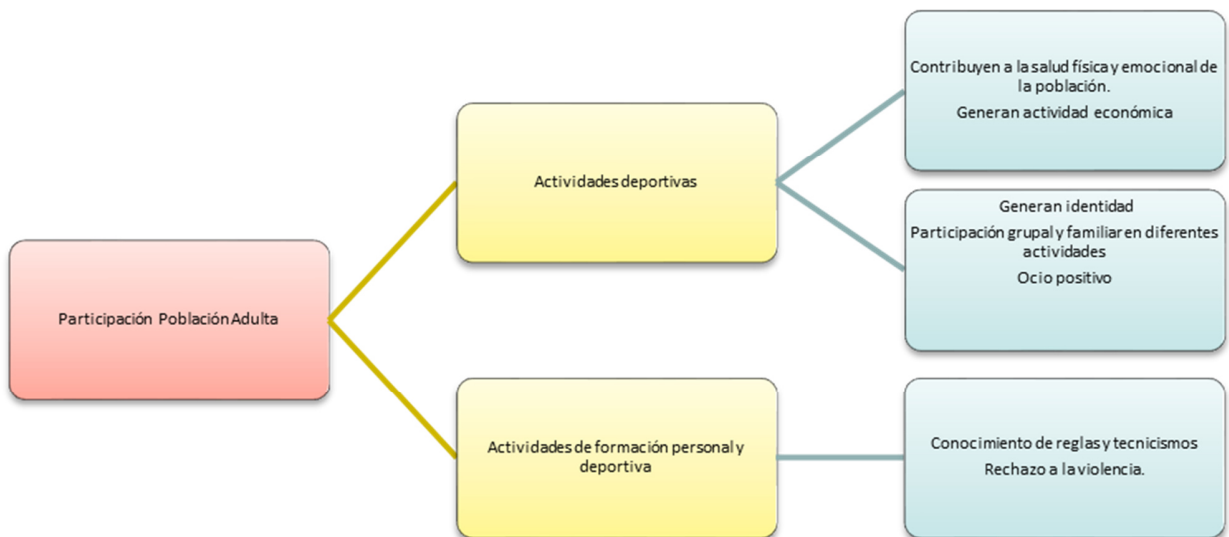 Participación Población Adulta
Actividades deportivas
Contribuyen a la salud física y emocional de
la población.
Generan actividad económica
Generan identidad
Participación grupal y familiar en diferentes
actividades
Ocio positivo
Actividades de formación personal y
deportiva
Conocimiento de reglas y tecnicismos
Rechazo a la violencia.